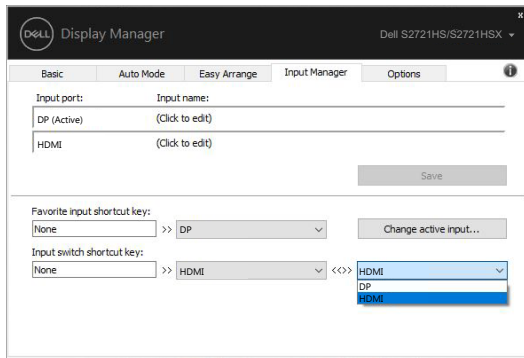 DELL Display Manager Dell S2721HS/S2721HSX
x
Basic Auto Mode Easy Arrange Input Manager Options
Input port: Input name:
DP (Active) (Click to edit)
HDMI (Click to edit)
Save
Favorite input shortcut key:
None >> DP Change active input...
Input switch shortcut key:
None >> HDMI <<>> HDMI
DP
HDMI